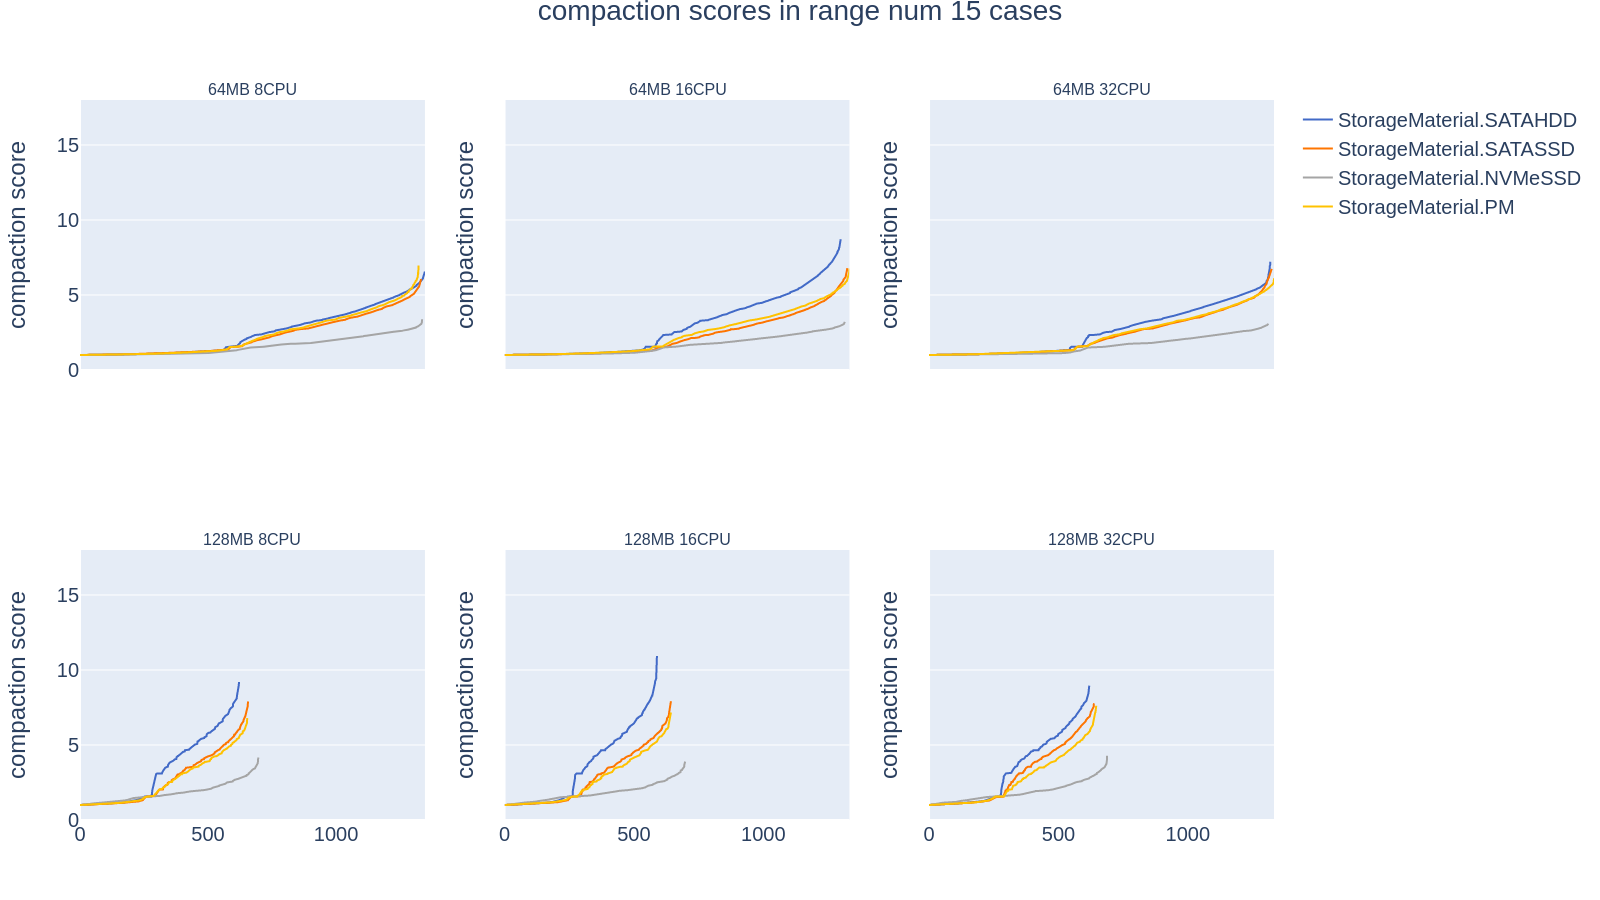 compaction scores in range num 15 cases
64MB 8CPU
64MB 16CPU
64MB 32CPU
compaction score
15
10
5
0
compaction score
compaction score
StorageMaterial.SATAHDD
StorageMaterial.SATASSD
StorageMaterial.NVMeSSD
StorageMaterial.PM
128MB 8CPU
128MB 16CPU
128MB 32CPU
compaction score
15
10
5
0
compaction score
compaction score
0 500 1000
0 500 1000
0 500 1000